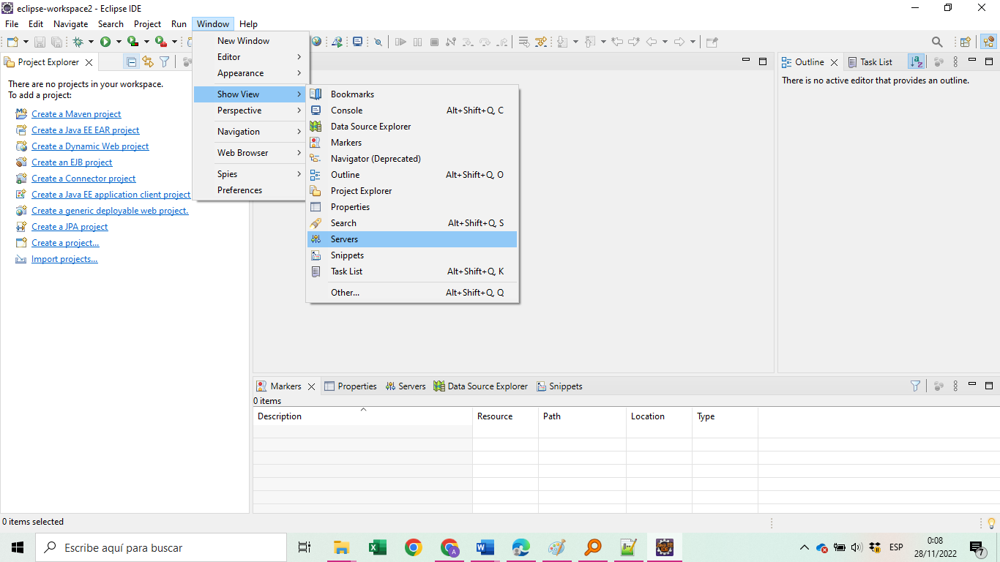 eclipse-workspace2 - Eclipse IDE
File Edit Navigate Search Project Run Window Help
Project Explorer
There are no projects in your workspace.
To add a project:
Create a Maven project
Create a Java EE EAR project
Create a Dynamic Web project
Create an EJB project
Create a Connector project
Create a Java EE application client project
Create a generic deployable web project.
Create a JPA project
Create a project...
Import projects...
New Window
Editor
Appearance
Show View
Perspective
Navigation
Web Browser
Spies
Preferences
Bookmarks
Console Alt+Shift+Q, C
Data Source Explorer
Markers
Navigator (Deprecated)
Outline Alt+Shift+Q, O
Project Explorer
Properties
Search Alt+Shift+Q, S
Servers
Snippets
Task List Alt+Shift+Q, K
Other... Alt+Shift+Q, Q
Outline Task List
There is no active editor that provides an outline.
Markers Properties Servers Data Source Explorer Snippets
0 items
Description Resource Path Location Type
0 items selected
Escribe aquí para buscar
ESP
0:08
28/11/2022
7